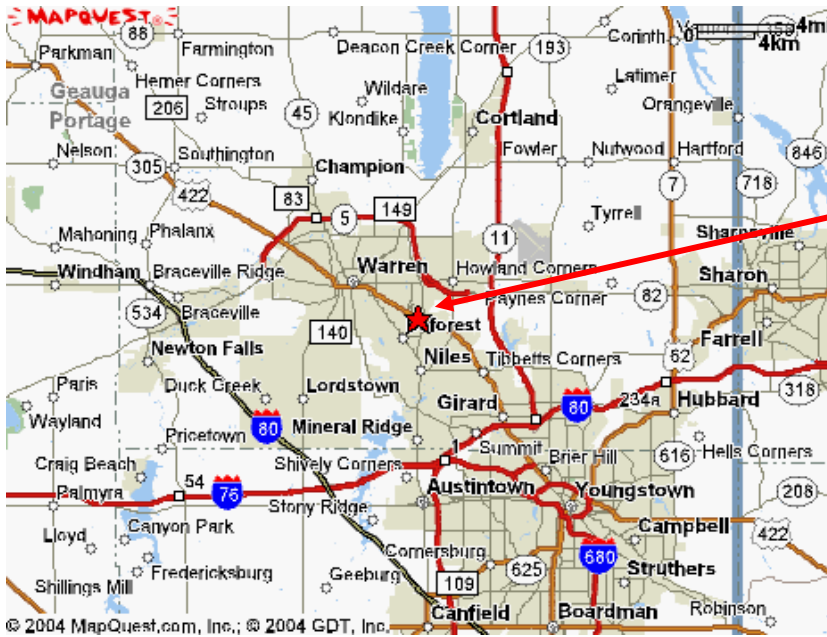 MAPQUEST®
88
Farmington
Deacon Creek Corner
193
Corinth
4m
0
4km
Parkman
Hemer Corners
Latimer
Geauga
Portage
206
Stroups
45
Wildare
Klondike
Cortland
Orangeville
Nelson
305
Southington
Champion
Fowler
Nutwood
Hartford
846
422
83
149
5
7
718
Tyrrell
Mahoning
Phalanx
11
Sharpsville
Windham
Braceville Ridge
Warren
Howland Corners
Sharon
534
Braceville
Paynes Corner
82
140
forest
Farrell
Newton Falls
Niles
Tibbetts Corners
52
Paris
Duck Creek
Lordstown
80
234a
318
Wayland
Girard
Hubbard
80
Mineral Ridge
Pricetown
1
Summit
616
Hells Corners
Craig Beach
54
Shively Corners
Brier Hill
Palmyra
76
Austintown
Youngstown
208
Stony Ridge
Lloyd
Canyon Park
Campbell
422
Cornersburg
680
Fredericksburg
625
Struthers
Shillings Mill
Geeburg
109
Robinson
© 2004 MapQuest.com, Inc.; © 2004 GDT, Inc.
Canfield
Boardman